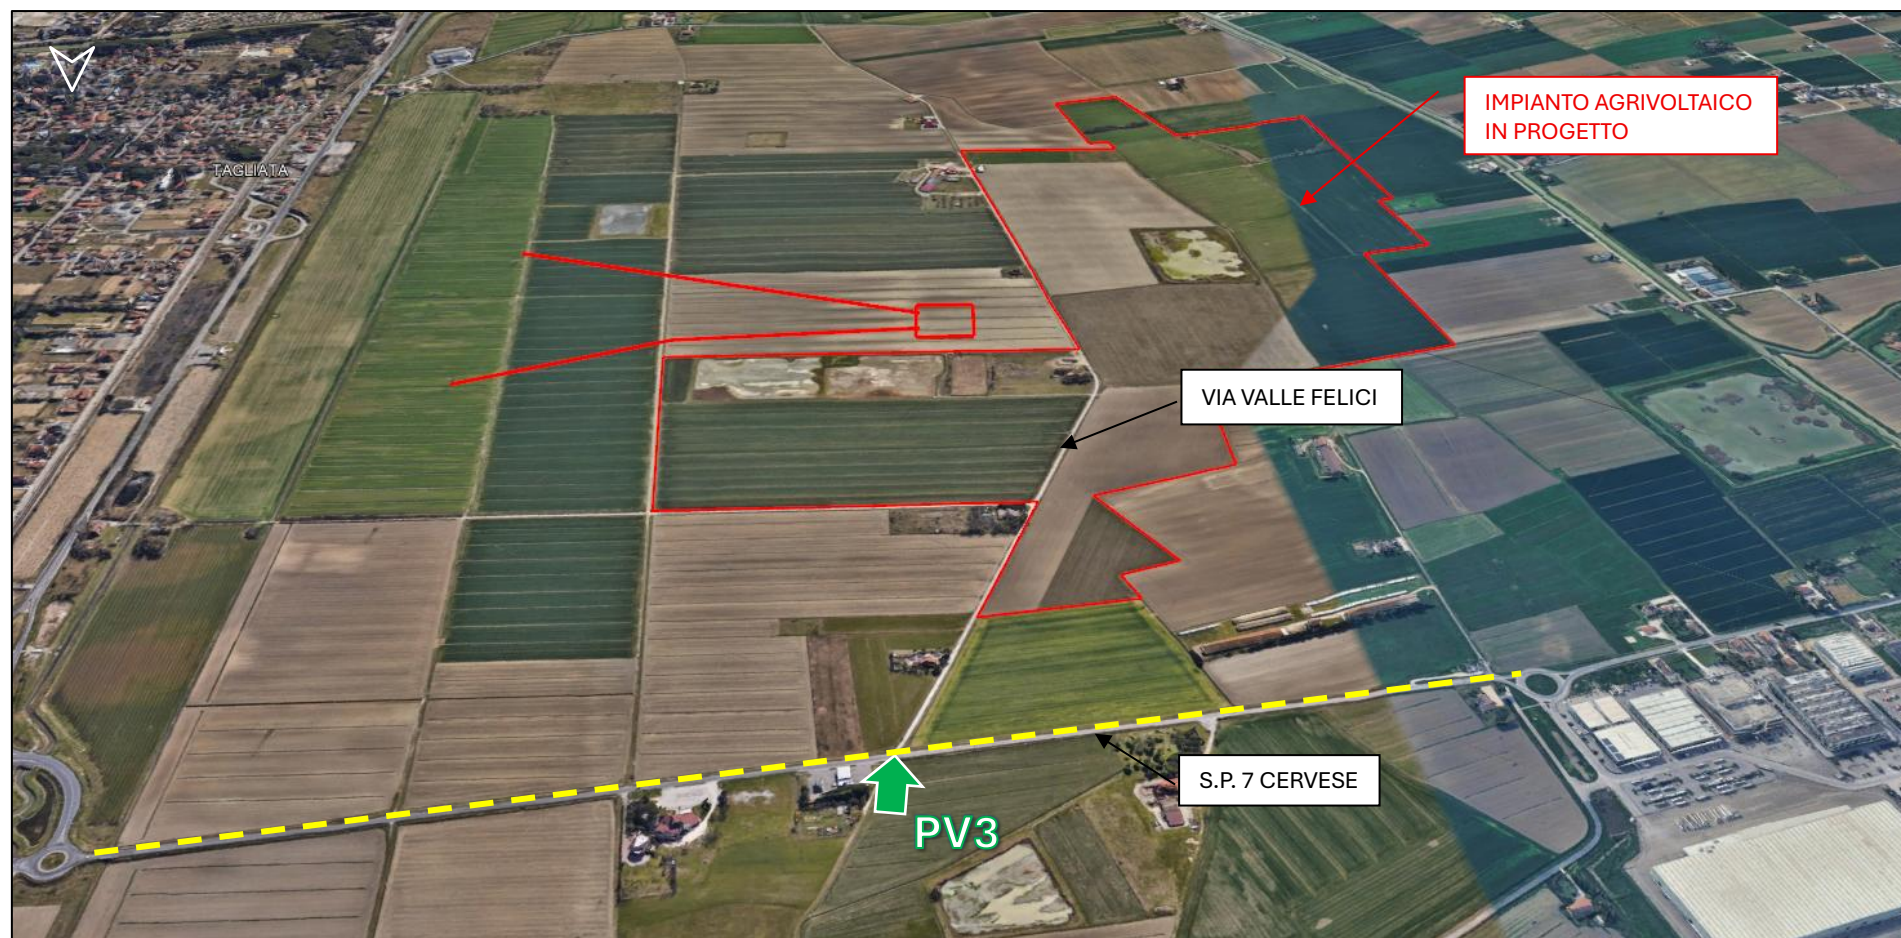 IMPIANTO AGRIVOLTAICO
IN PROGETTO
TAGLIATA
VIA VALLE FELICI
S.P. 7 CERVESE
PV3